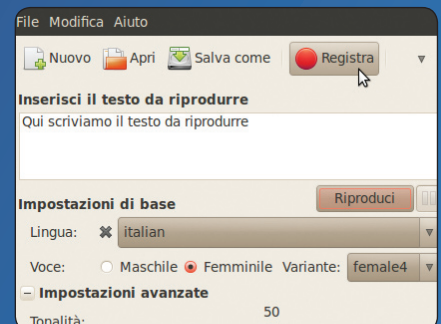 File Modifica Aiuto
Nuovo Apri Salva come Registra
Inserisci il testo da riprodurre
Qui scriviamo il testo da riprodurre
Riproduci
Impostazioni di base
Lingua: italian
Voce: Maschile Femminile Variante: female4
Impostazioni avanzate
50
Tonalità: